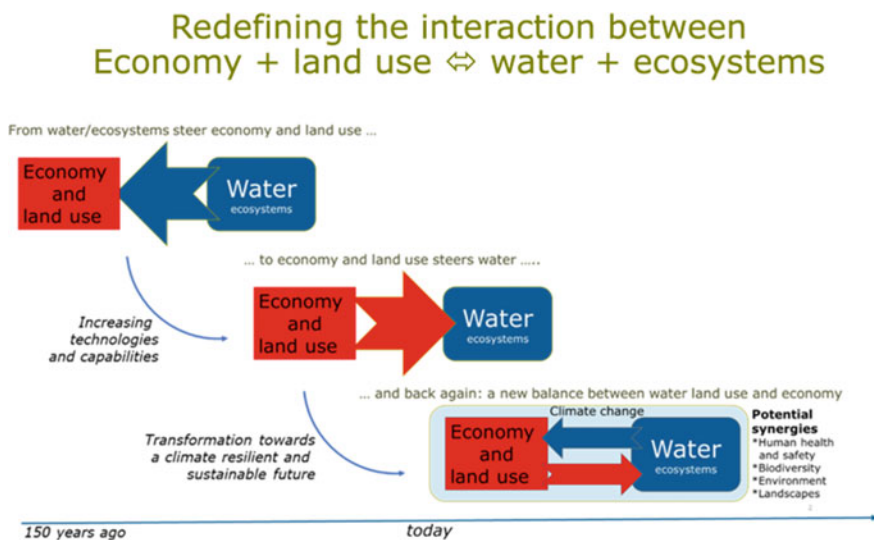 Redefining the interaction between
Economy + land use ⇔ water + ecosystems
From water/ecosystems steer economy and land use ...
Economy
and
land use
Water
ecosystems
... to economy and land use steers water .....
Increasing
technologies
and capabilities
Economy
and
land use
Water
ecosystems
... and back again: a new balance between water land use and economy
Transformation towards
a climate resilient and
sustainable future
Climate change
Economy
and
land use
Water
ecosystems
Potential
synergies
*Human health
and safety
*Biodiversity
*Environment
*Landscapes
150 years ago
today